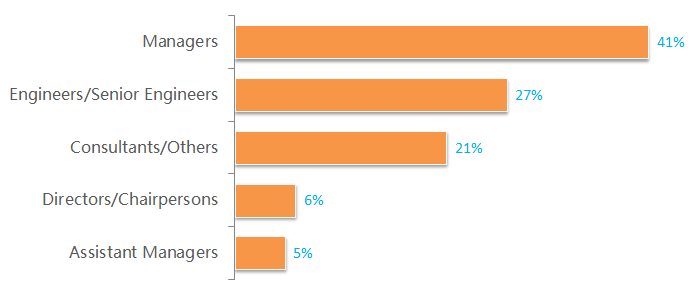 Managers 41%
Engineers/Senior Engineers 27%
Consultants/Others 21%
Directors/Chairpersons 6%
Assistant Managers 5%